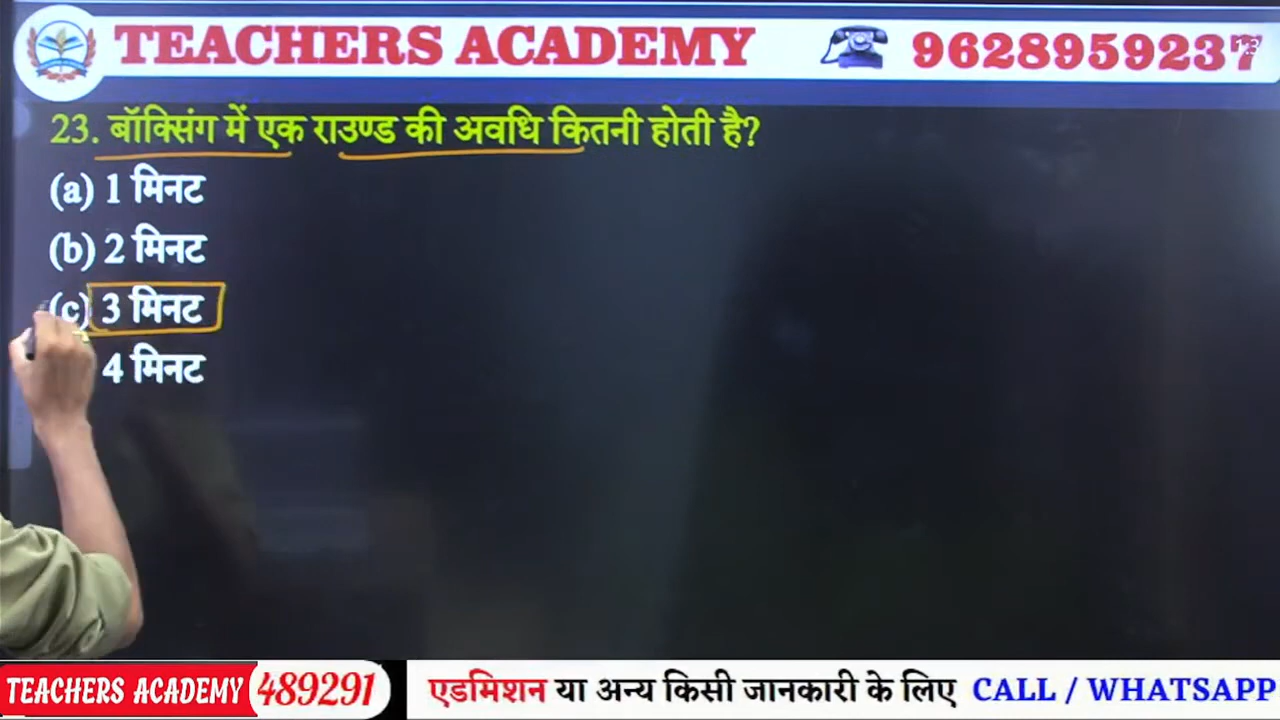 TEACHERS ACADEMY
9628959237
23. बॉक्सिंग में एक राउण्ड की अवधि कितनी होती है?
(a) 1 मिनट
(b) 2 मिनट
(c) 3 मिनट
4 मिनट
TEACHERS ACADEMY 489291
एडमिशन या अन्य किसी जानकारी के लिए CALL / WHATSAPP